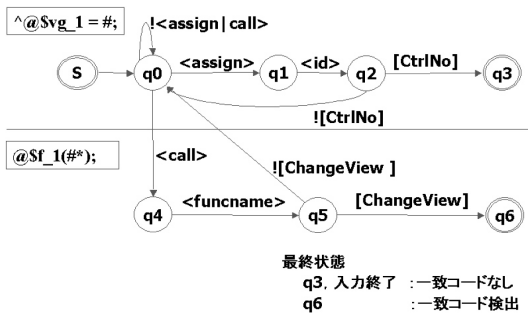 ^@$vg_1 = #;
!<assign|call>
S
q0
<assign>
q1
<id>
q2
[CtrlNo]
q3
![CtrlNo]
@$f_1(#*);
<call>
![ChangeView ]
q4
<funcname>
q5
[ChangeView]
q6
最終状態
q3, 入力終了 :一致コードなし
q6 :一致コード検出